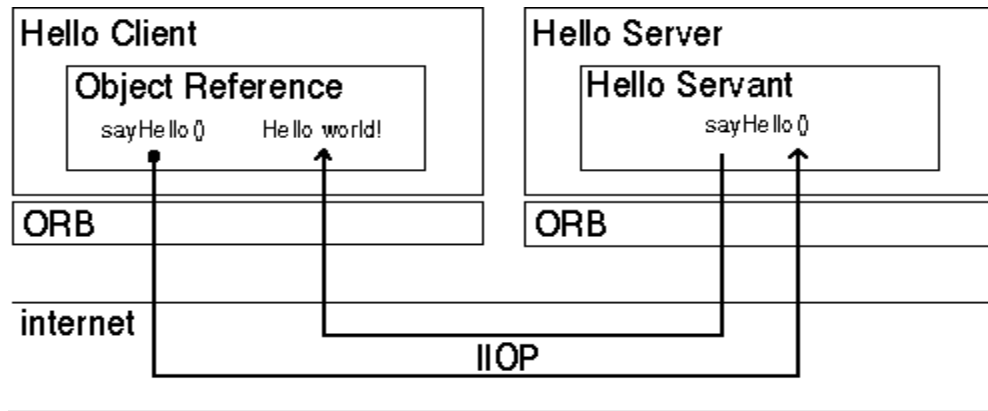 Hello Client
Object Reference
sayHello()
Hello world!
ORB
Hello Server
Hello Servant
sayHello()
ORB
internet
IIOP